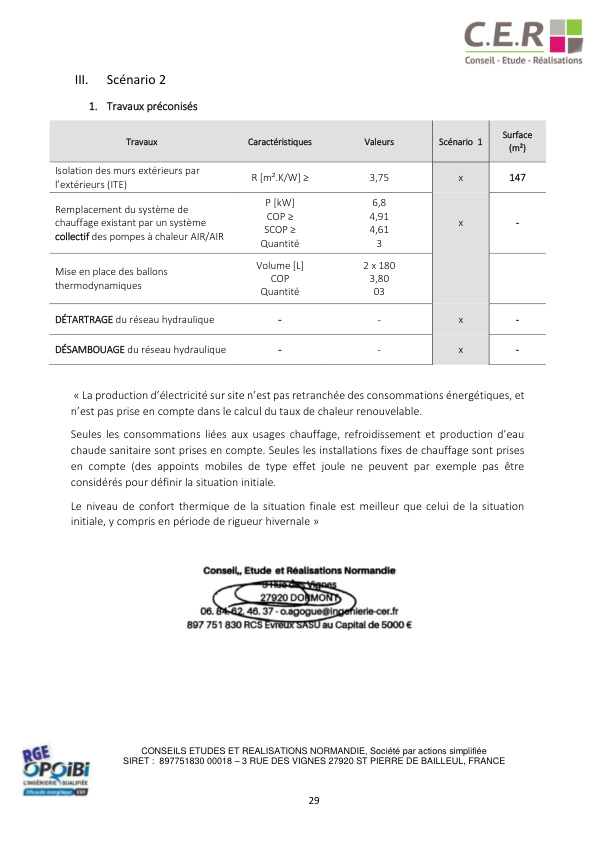 C.E.R
Conseil - Etude - Réalisations
III. Scénario 2
1. Travaux préconisés
Travaux Caractéristiques Valeurs Scénario 1 Surface (m²)
Isolation des murs extérieurs par
l'extérieurs (ITE)
R [m².K/W] ≥ 3,75 x 147
Remplacement du système de
chauffage existant par un système
collectif des pompes à chaleur AIR/AIR
P [kW] 6,8
COP ≥ 4,91
SCOP ≥ 4,61
Quantité 3
x -
Mise en place des ballons
thermodynamiques
Volume [L] 2 x 180
COP 3,80
Quantité 03
DÉTARTRAGE du réseau hydraulique - - x -
DÉSAMBOUAGE du réseau hydraulique - - x -
« La production d'électricité sur site n'est pas retranchée des consommations énergétiques, et
n'est pas prise en compte dans le calcul du taux de chaleur renouvelable.
Seules les consommations liées aux usages chauffage, refroidissement et production d'eau
chaude sanitaire sont prises en compte. Seules les installations fixes de chauffage sont prises
en compte (des appoints mobiles de type effet joule ne peuvent par exemple pas être
considérés pour définir la situation initiale.
Le niveau de confort thermique de la situation finale est meilleur que celui de la situation
initiale, y compris en période de rigueur hivernale »
Conseil,, Etude et Réalisations Normandie
3 Rue des Vignes
27920
06. 84.62. 46. 37 - o.agogue@ingenierie-cer.fr
897 751 830 RCS Evreux SASU au Capital de 5000 €
RGE
OPQIBI
L'INGÉNIERIE QUALIFIÉE
Efficacité énergétique
CONSEILS ETUDES ET REALISATIONS NORMANDIE, Société par actions simplifiée
SIRET : 897751830 00018 – 3 RUE DES VIGNES 27920 ST PIERRE DE BAILLEUL, FRANCE
29